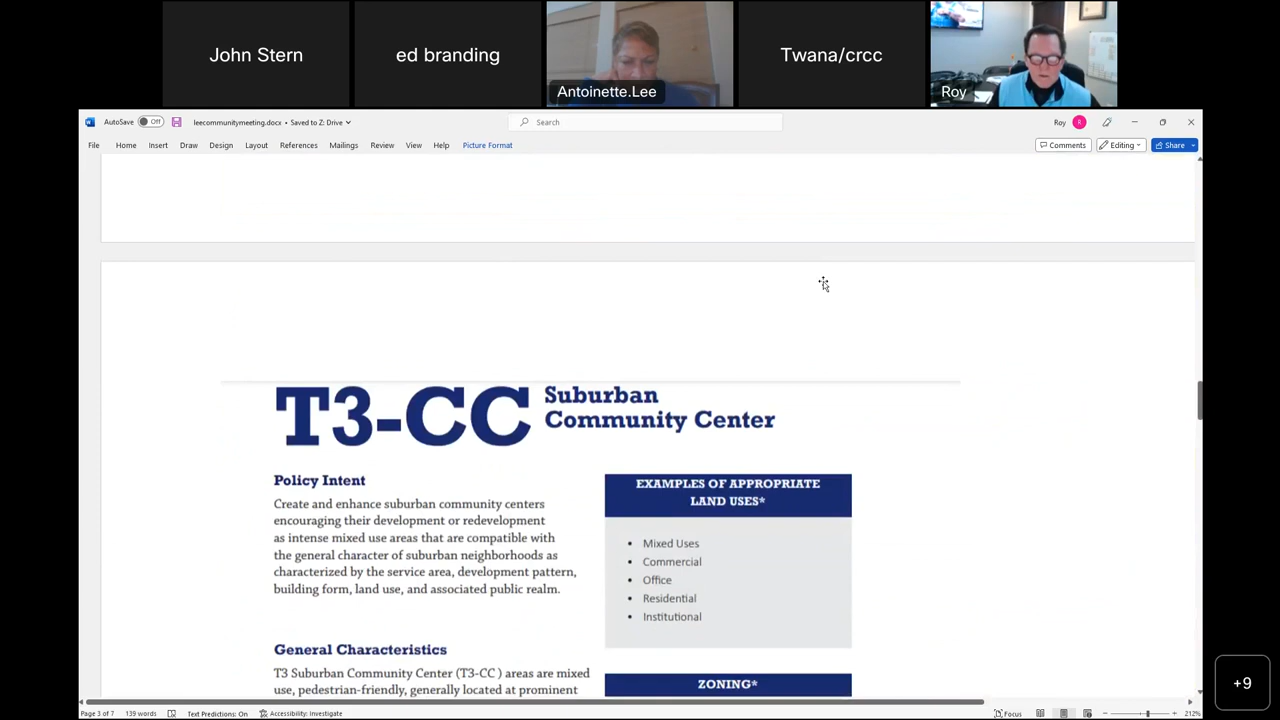 John Stern
ed branding
Antoinette.Lee
Twana/crcc
Roy
AutoSave Off leecommunitymeeting.docx • Saved to Z: Drive Search Roy
File Home Insert Draw Design Layout References Mailings Review View Help Picture Format Comments Editing Share
T3-CC Suburban
Community Center
Policy Intent
Create and enhance suburban community centers
encouraging their development or redevelopment
as intense mixed use areas that are compatible with
the general character of suburban neighborhoods as
characterized by the service area, development pattern,
building form, land use, and associated public realm.
EXAMPLES OF APPROPRIATE
LAND USES*
• Mixed Uses
• Commercial
• Office
• Residential
• Institutional
General Characteristics
T3 Suburban Community Center (T3-CC ) areas are mixed
use, pedestrian-friendly, generally located at prominent
ZONING*
+9
Page 3 of 7 139 words Text Predictions: On Accessibility: Investigate Focus 212%